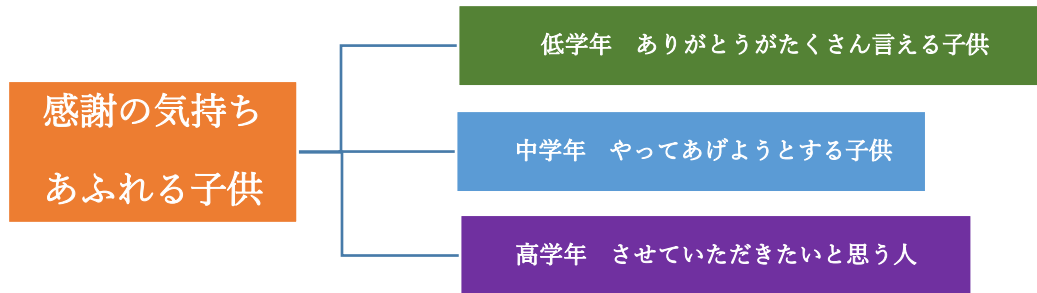 感謝の気持ち
あふれる子供
低学年　ありがとうがたくさん言える子供
中学年　やってあげようとする子供
高学年　させていただきたいと思う人